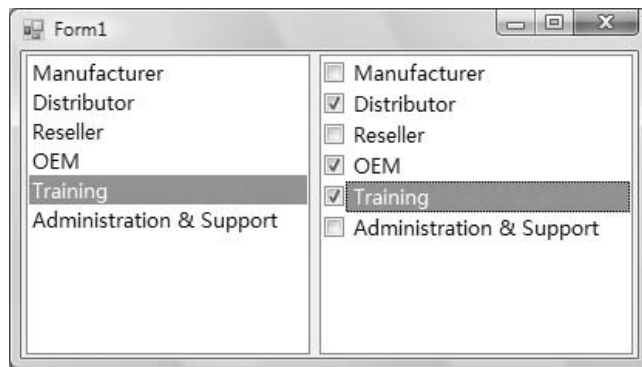 Form1
Manufacturer
Distributor
Reseller
OEM
Training
Administration & Support
Manufacturer
Distributor
Reseller
OEM
Training
Administration & Support